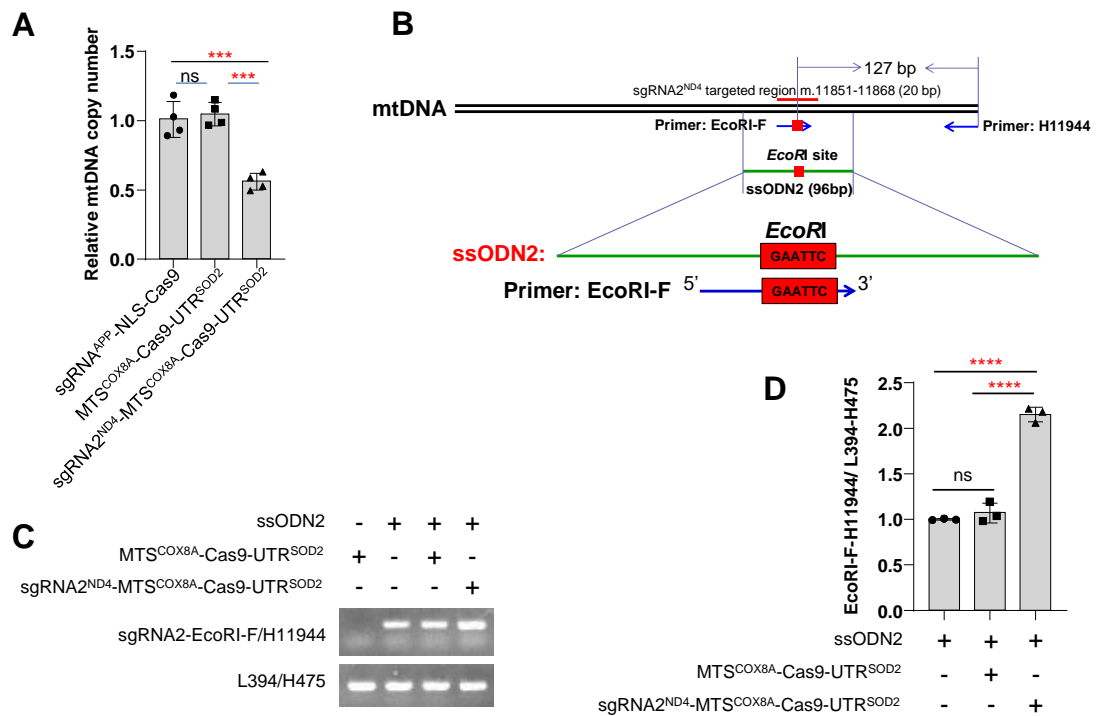 A
Relative mtDNA copy number
1.5
1.0
0.5
0.0
***
ns
***
sgRNA^APP-NLS-Cas9
MTS^COX8A-Cas9-UTR^SOD2
sgRNA2^ND4-MTS^COX8A-Cas9-UTR^SOD2
B
127 bp
sgRNA2^ND4 targeted region m.11851-11868 (20 bp)
mtDNA
Primer: EcoRI-F
Primer: H11944
EcoRI site
ssODN2 (96bp)
EcoRI
ssODN2:
GAATTC
Primer: EcoRI-F 5’ GAATTC 3’
C
ssODN2 - + + +
MTS^COX8A-Cas9-UTR^SOD2 + - + -
sgRNA2^ND4-MTS^COX8A-Cas9-UTR^SOD2 - - - +
sgRNA2-EcoRI-F/H11944
L394/H475
D
EcoRI-F-H11944/ L394-H475
2.5
2.0
1.5
1.0
0.5
0.0
****
****
ns
ssODN2 + + +
MTS^COX8A-Cas9-UTR^SOD2 - + -
sgRNA2^ND4-MTS^COX8A-Cas9-UTR^SOD2 - - +